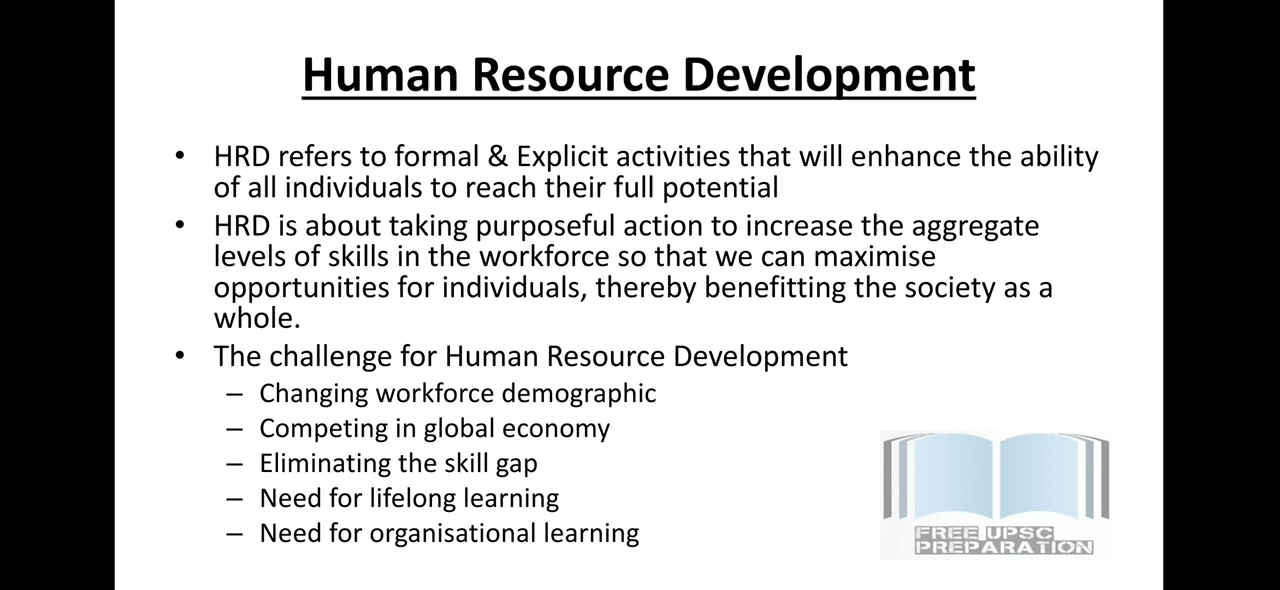 Human Resource Development
• HRD refers to formal & Explicit activities that will enhance the ability
of all individuals to reach their full potential
• HRD is about taking purposeful action to increase the aggregate
levels of skills in the workforce so that we can maximise
opportunities for individuals, thereby benefitting the society as a
whole.
• The challenge for Human Resource Development
– Changing workforce demographic
– Competing in global economy
– Eliminating the skill gap
– Need for lifelong learning
– Need for organisational learning
FREE UPSC
PREPARATION